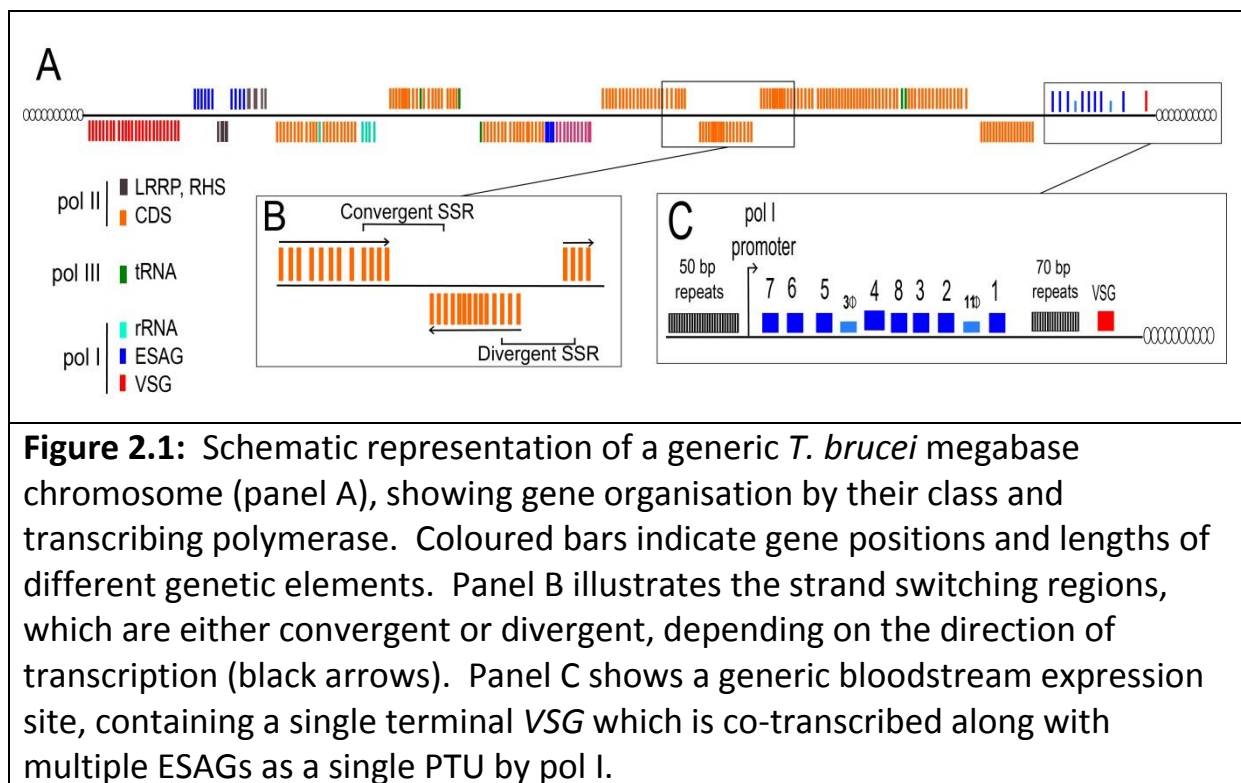 A
pol II
LRRP, RHS
CDS
pol III
tRNA
pol I
rRNA
ESAG
VSG
B
Convergent SSR
Divergent SSR
C
pol I
promoter
50 bp
repeats
7 6 5 3Φ 4 8 3 2 11Φ 1
70 bp
repeats
VSG
Figure 2.1: Schematic representation of a generic T. brucei megabase
chromosome (panel A), showing gene organisation by their class and
transcribing polymerase. Coloured bars indicate gene positions and lengths of
different genetic elements. Panel B illustrates the strand switching regions,
which are either convergent or divergent, depending on the direction of
transcription (black arrows). Panel C shows a generic bloodstream expression
site, containing a single terminal VSG which is co-transcribed along with
multiple ESAGs as a single PTU by pol I.